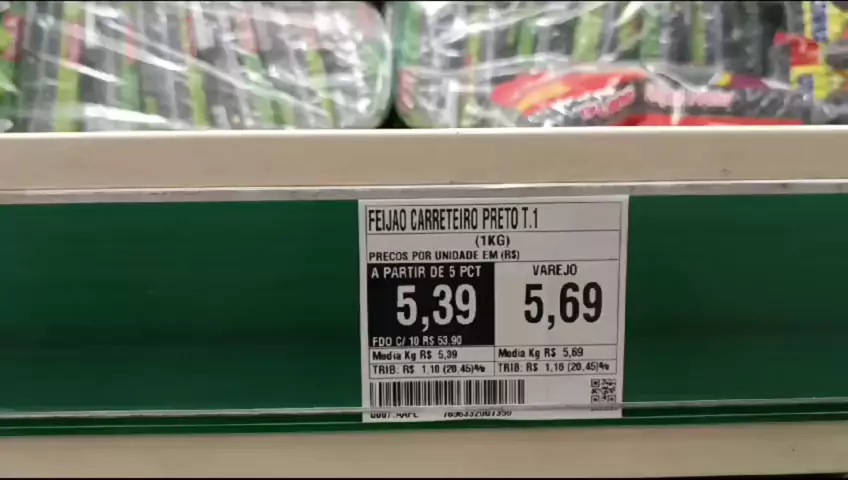 FEIJAO CARRETEIRO PRETO T.1
(1KG)
PRECOS POR UNIDADE EM (R$)
A PARTIR DE 5 PCT
5,39
FDO C/ 10 R$ 53,90
VAREJO
5,69
Media Kg R$ 5,39
Media Kg R$ 5,69
TRIB: R$ 1,10 (20,45)%
TRIB: R$ 1,16 (20,45)%